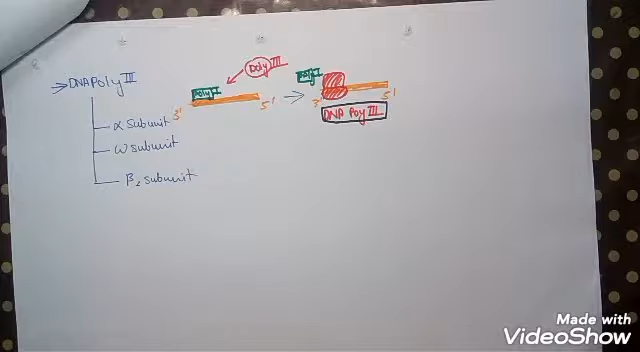 → DNA Poly III
α subunit
ω subunit
β₂ subunit
Poly III
Poly I
3' 5'
→
Poly I
3' 5'
DNA Poy III
Made with
VideoShow